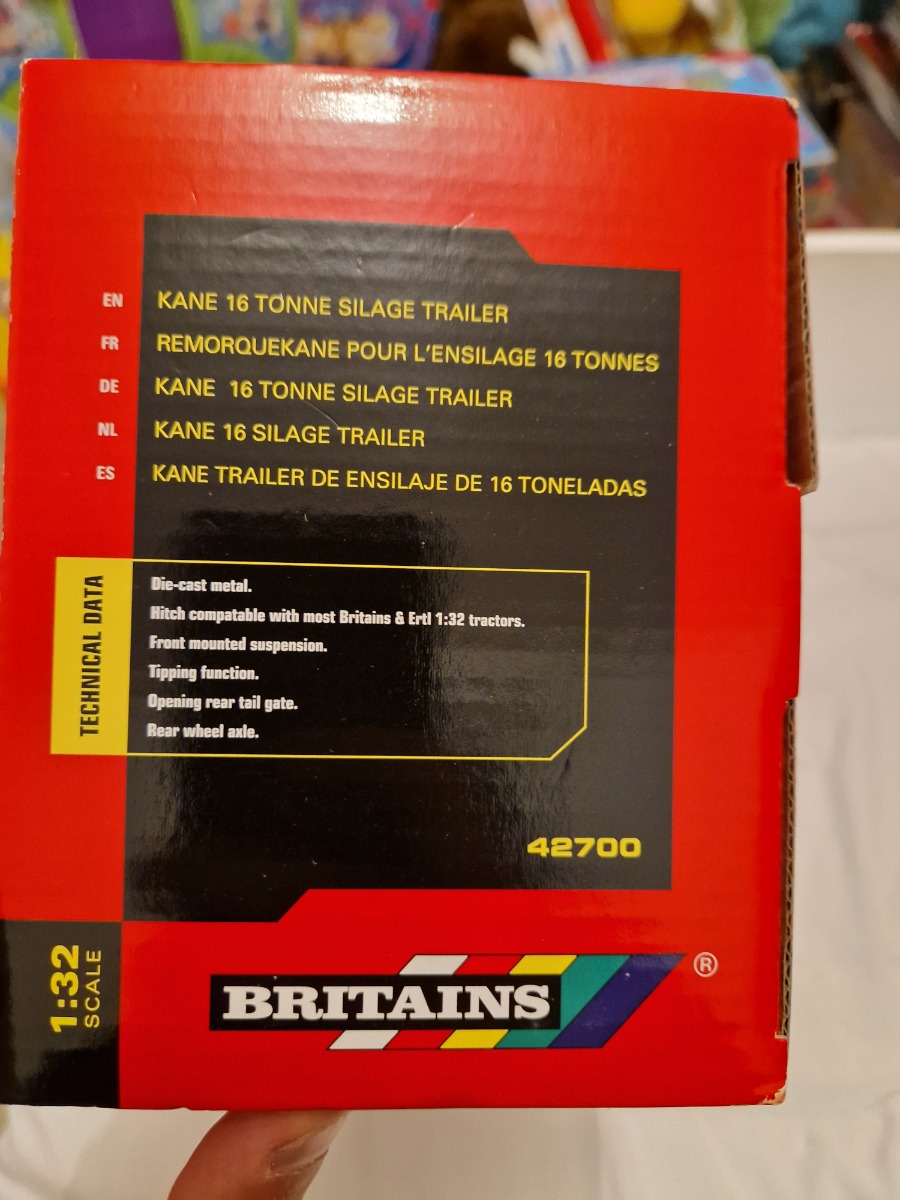 EN KANE 16 TONNE SILAGE TRAILER
FR REMORQUEKANE POUR L'ENSILAGE 16 TONNES
DE KANE 16 TONNE SILAGE TRAILER
NL KANE 16 SILAGE TRAILER
ES KANE TRAILER DE ENSILAJE DE 16 TONELADAS
TECHNICAL DATA
Die-cast metal.
Hitch compatable with most Britains & Ertl 1:32 tractors.
Front mounted suspension.
Tipping function.
Opening rear tail gate.
Rear wheel axle.
42700
1:32
SCALE
BRITAINS ®